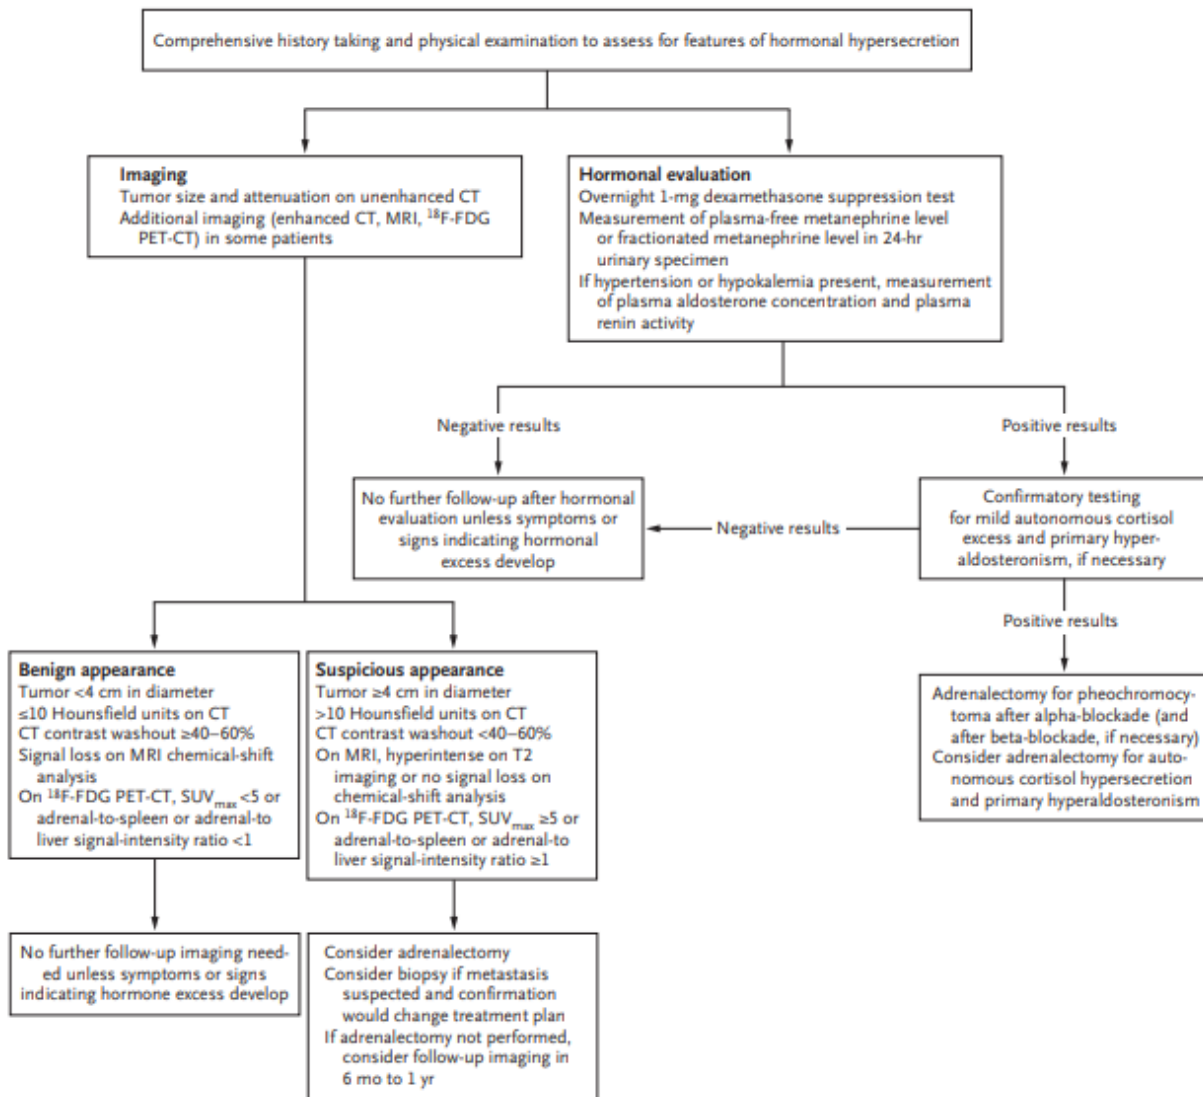 Comprehensive history taking and physical examination to assess for features of hormonal hypersecretion
Imaging
Tumor size and attenuation on unenhanced CT
Additional imaging (enhanced CT, MRI, ¹⁸F-FDG
PET-CT) in some patients
Hormonal evaluation
Overnight 1-mg dexamethasone suppression test
Measurement of plasma-free metanephrine level
or fractionated metanephrine level in 24-hr
urinary specimen
If hypertension or hypokalemia present, measurement
of plasma aldosterone concentration and plasma
renin activity
Negative results
Positive results
No further follow-up after hormonal
evaluation unless symptoms or
signs indicating hormonal
excess develop
Negative results
Confirmatory testing
for mild autonomous cortisol
excess and primary hyper-
aldosteronism, if necessary
Positive results
Benign appearance
Tumor <4 cm in diameter
≤10 Hounsfield units on CT
CT contrast washout ≥40–60%
Signal loss on MRI chemical-shift
analysis
On ¹⁸F-FDG PET-CT, SUVmax <5 or
adrenal-to-spleen or adrenal-to
liver signal-intensity ratio <1
Suspicious appearance
Tumor ≥4 cm in diameter
>10 Hounsfield units on CT
CT contrast washout <40–60%
On MRI, hyperintense on T2
imaging or no signal loss on
chemical-shift analysis
On ¹⁸F-FDG PET-CT, SUVmax ≥5 or
adrenal-to-spleen or adrenal-to
liver signal-intensity ratio ≥1
Adrenalectomy for pheochromocy-
toma after alpha-blockade (and
after beta-blockade, if necessary)
Consider adrenalectomy for auto-
nomous cortisol hypersecretion
and primary hyperaldosteronism
No further follow-up imaging need-
ed unless symptoms or signs
indicating hormone excess develop
Consider adrenalectomy
Consider biopsy if metastasis
suspected and confirmation
would change treatment plan
If adrenalectomy not performed,
consider follow-up imaging in
6 mo to 1 yr